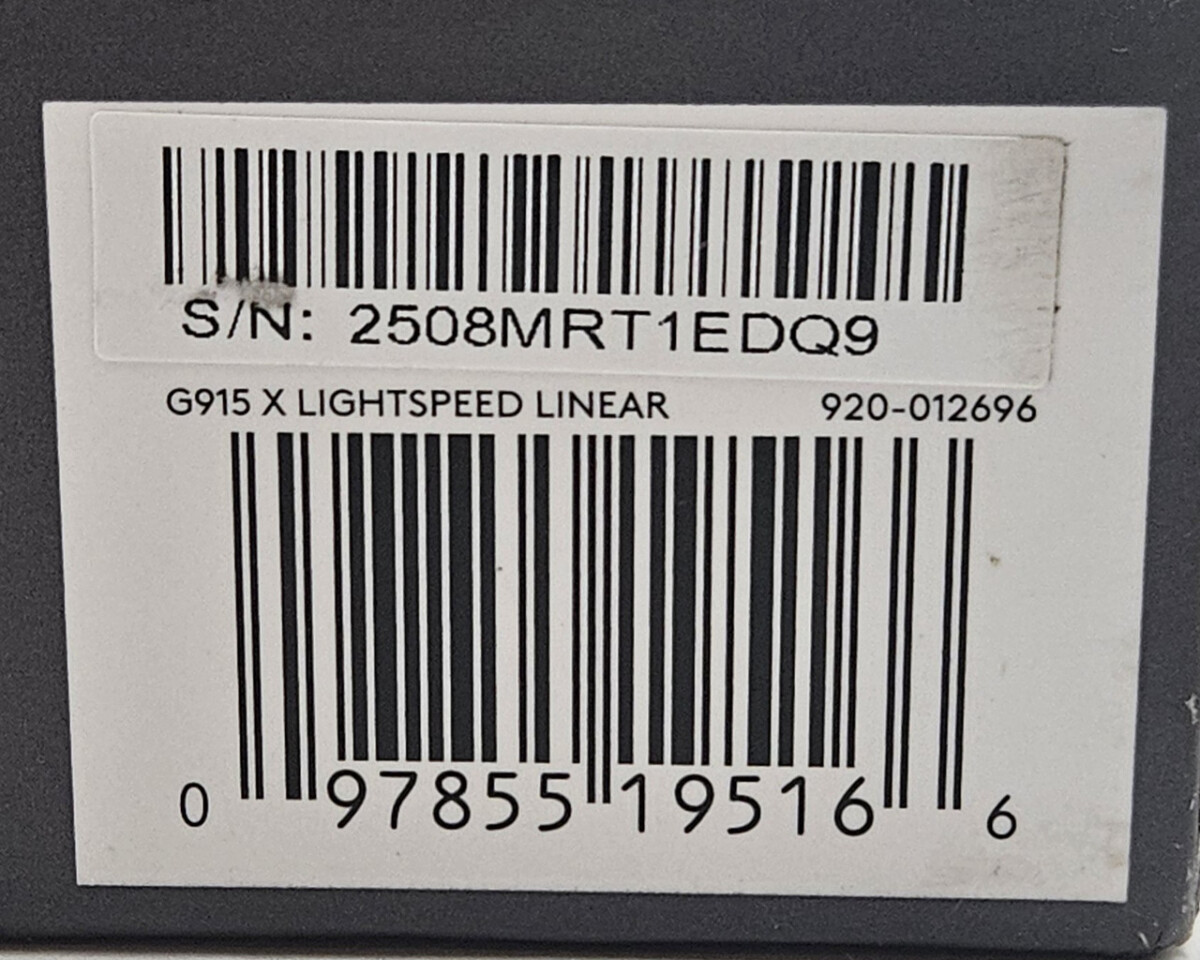 S/N: 2508MRT1EDQ9
G915 X LIGHTSPEED LINEAR 920-012696
0 97855 19516 6